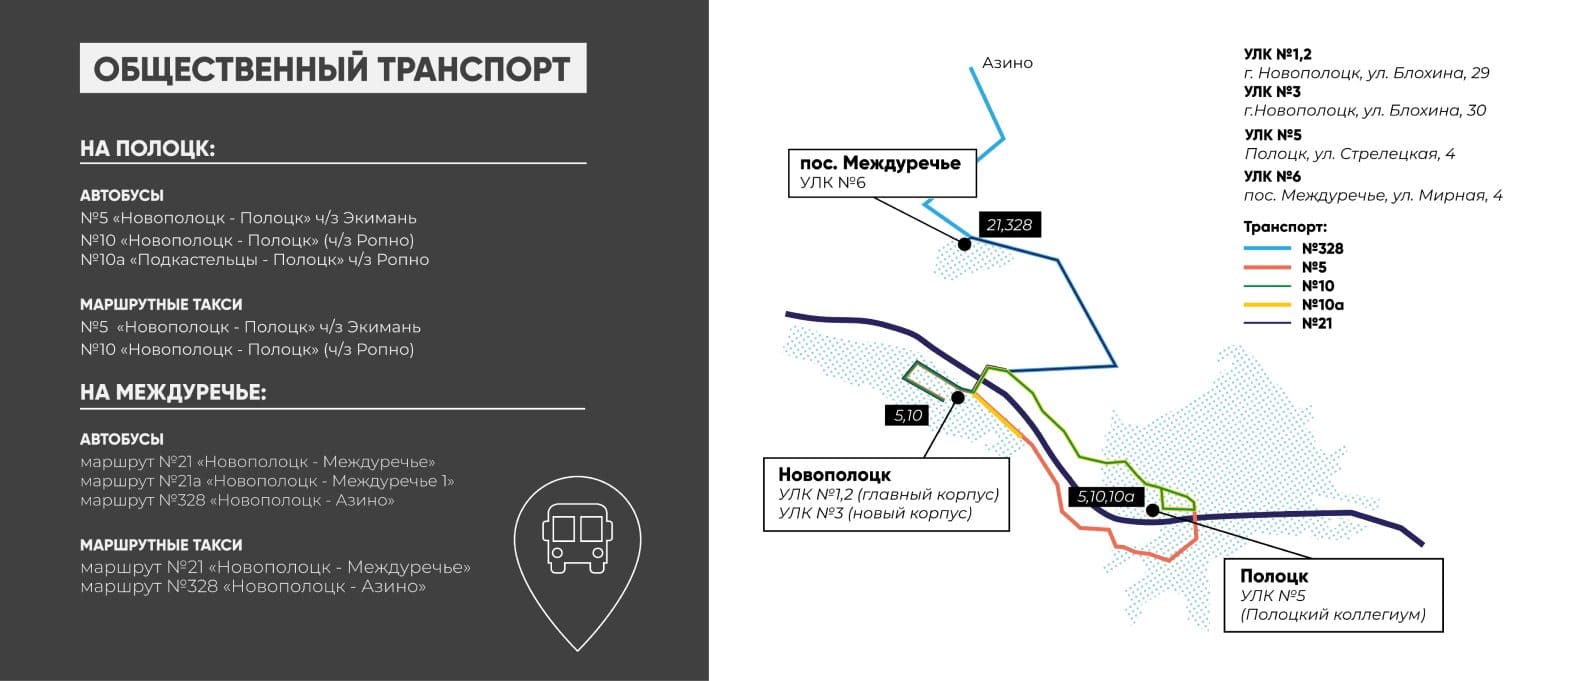 ОБЩЕСТВЕННЫЙ ТРАНСПОРТ
НА ПОЛОЦК:
АВТОБУСЫ
№5 «Новополоцк - Полоцк» ч/з Экимань
№10 «Новополоцк - Полоцк» (ч/з Ропно)
№10а «Подкастельцы - Полоцк» ч/з Ропно
МАРШРУТНЫЕ ТАКСИ
№5 «Новополоцк - Полоцк» ч/з Экимань
№10 «Новополоцк - Полоцк» (ч/з Ропно)
НА МЕЖДУРЕЧЬЕ:
АВТОБУСЫ
маршрут №21 «Новополоцк - Междуречье»
маршрут №21а «Новополоцк - Междуречье 1»
маршрут №328 «Новополоцк - Азино»
МАРШРУТНЫЕ ТАКСИ
маршрут №21 «Новополоцк - Междуречье»
маршрут №328 «Новополоцк - Азино»
Азино
пос. Междуречье
УЛК №6
21,328
5,10
Новополоцк
УЛК №1,2 (главный корпус)
УЛК №3 (новый корпус)
5,10,10а
Полоцк
УЛК №5
(Полоцкий коллегиум)
УЛК №1,2
г. Новополоцк, ул. Блохина, 29
УЛК №3
г.Новополоцк, ул. Блохина, 30
УЛК №5
Полоцк, ул. Стрелецкая, 4
УЛК №6
пос. Междуречье, ул. Мирная, 4
Транспорт:
№328
№5
№10
№10а
№21